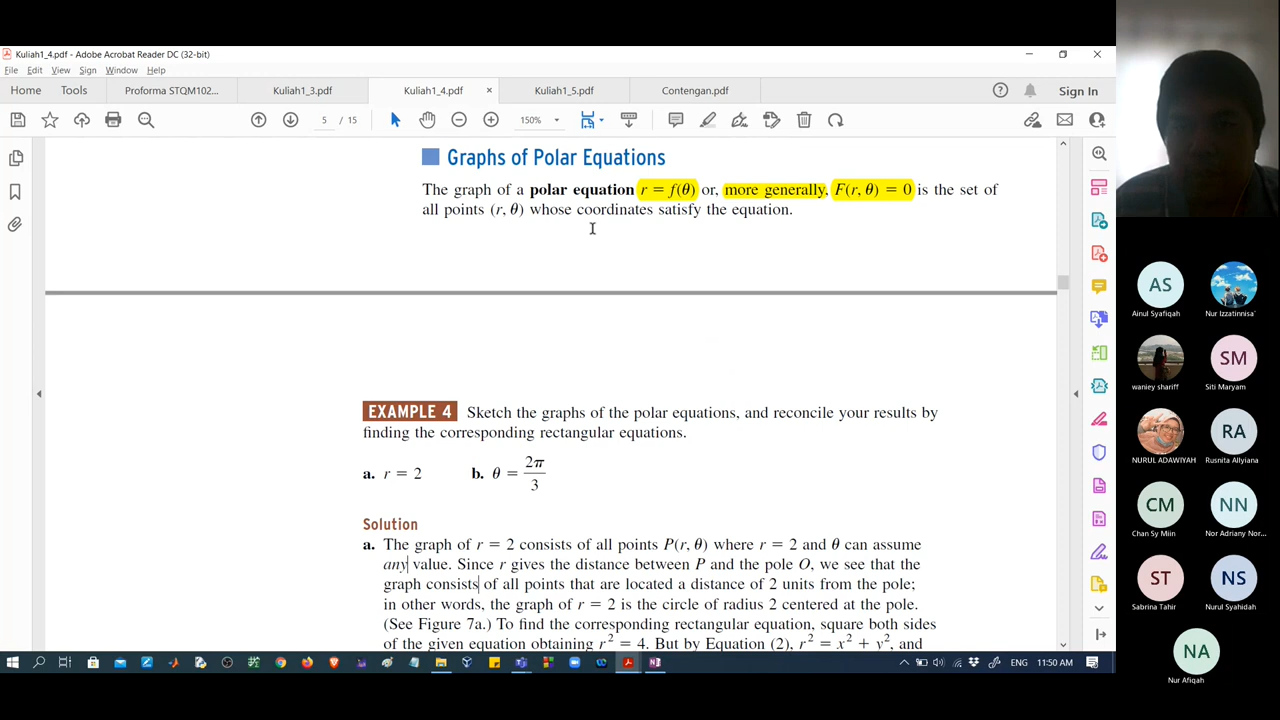 Kuliah1_4.pdf - Adobe Acrobat Reader DC (32-bit)
File Edit View Sign Window Help
Home Tools Proforma STQM102... Kuliah1_3.pdf Kuliah1_4.pdf × Kuliah1_5.pdf Contengan.pdf Sign In
5 / 15 150%
Graphs of Polar Equations
The graph of a polar equation r = f(θ) or, more generally, F(r, θ) = 0 is the set of
all points (r, θ) whose coordinates satisfy the equation.
EXAMPLE 4 Sketch the graphs of the polar equations, and reconcile your results by
finding the corresponding rectangular equations.
a. r = 2 b. θ = 2π/3
Solution
a. The graph of r = 2 consists of all points P(r, θ) where r = 2 and θ can assume
any value. Since r gives the distance between P and the pole O, we see that the
graph consists of all points that are located a distance of 2 units from the pole;
in other words, the graph of r = 2 is the circle of radius 2 centered at the pole.
(See Figure 7a.) To find the corresponding rectangular equation, square both sides
of the given equation obtaining r² = 4. But by Equation (2), r² = x² + y², and
ENG 11:50 AM
AS
Ainul Syafiqah Nur Izzatinnisa'
SM
waniey shariff Siti Maryam
RA
NURUL ADAWIYAH Rusnita Allyiana
CM NN
Chan Sy Miin Nor Adriany Nor...
ST NS
Sabrina Tahir Nurul Syahidah
NA
Nur Afiqah